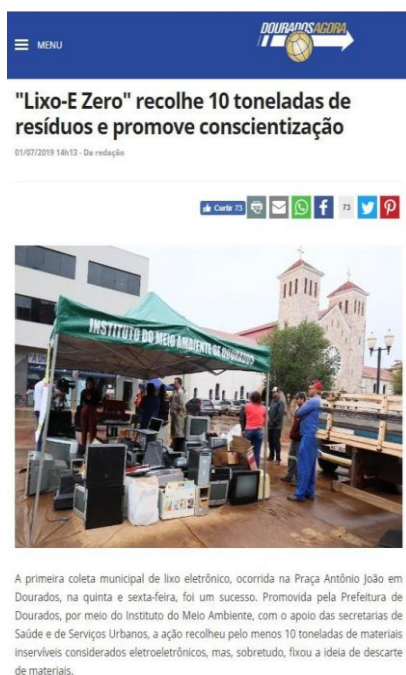 MENU
DOURADOSAGORA
"Lixo-E Zero" recolhe 10 toneladas de
resíduos e promove conscientização
01/07/2019 14h13 - Da redação
Curtir 73
73
INSTITUTO DO MEIO AMBIENTE DE DOURADOS
A primeira coleta municipal de lixo eletrônico, ocorrida na Praça Antônio João em
Dourados, na quinta e sexta-feira, foi um sucesso. Promovida pela Prefeitura de
Dourados, por meio do Instituto do Meio Ambiente, com o apoio das secretarias de
Saúde e de Serviços Urbanos, a ação recolheu pelo menos 10 toneladas de materiais
inservíveis considerados eletroeletrônicos, mas, sobretudo, fixou a ideia de descarte
de materiais.